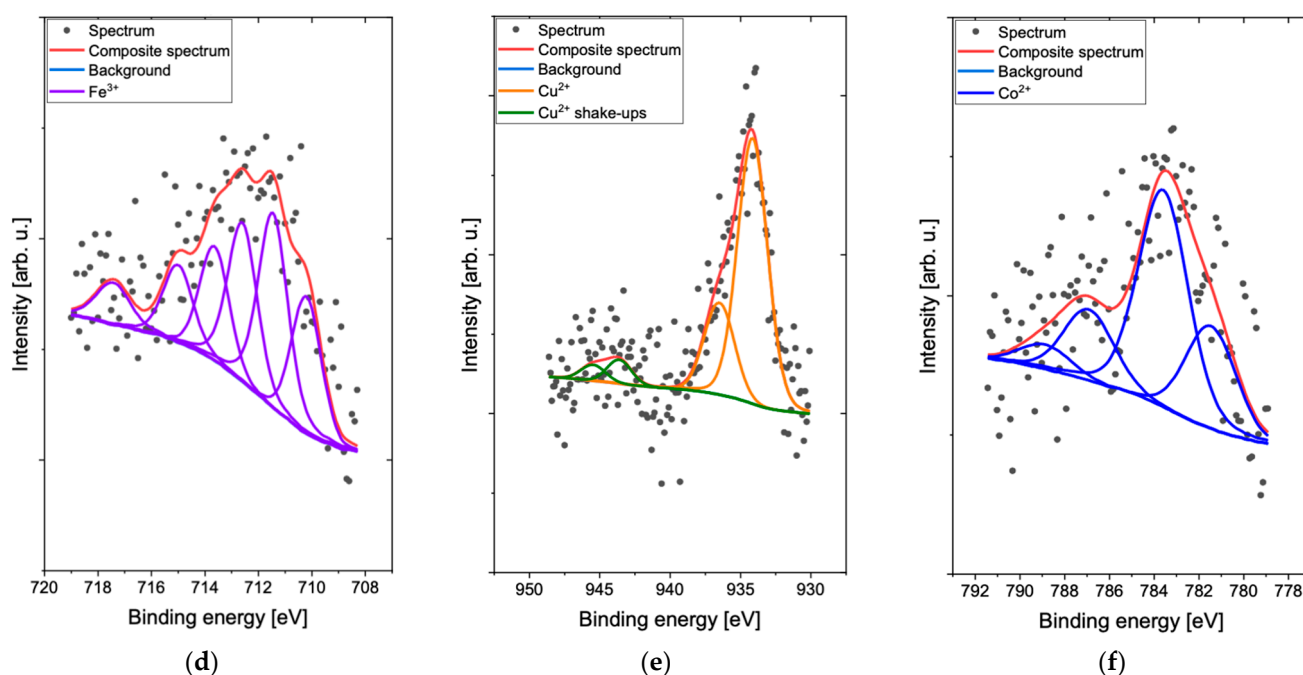 Spectrum
Composite spectrum
Background
Fe³⁺
Intensity [arb. u.]
720 718 716 714 712 710 708
Binding energy [eV]
(d)
Spectrum
Composite spectrum
Background
Cu²⁺
Cu²⁺ shake-ups
Intensity [arb. u.]
950 945 940 935 930
Binding energy [eV]
(e)
Spectrum
Composite spectrum
Background
Co²⁺
Intensity [arb. u.]
792 790 788 786 784 782 780 778
Binding energy [eV]
(f)